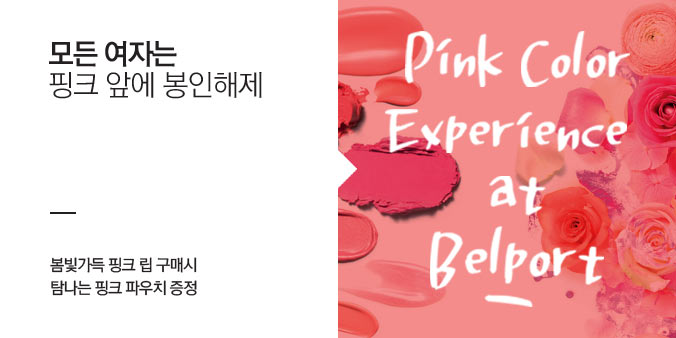 모든 여자는
핑크 앞에 봉인해제
봄빛가득 핑크 립 구매시
탐나는 핑크 파우치 증정
Pink Color
Experience
at
Belport